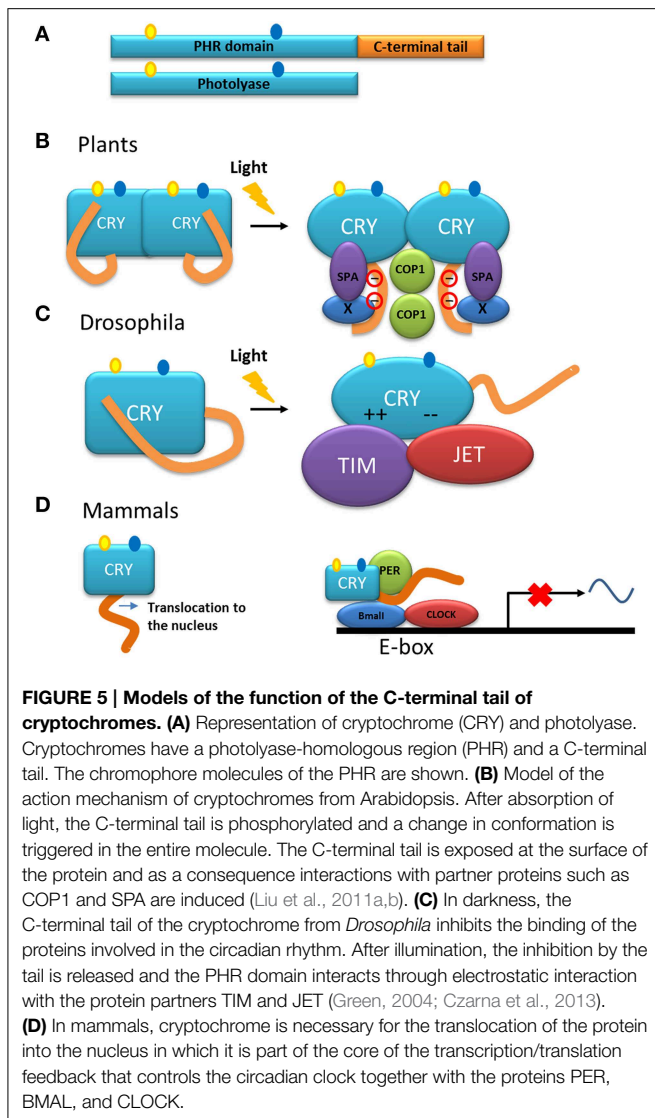 A
PHR domain
C-terminal tail
Photolyase
B
Plants
Light
CRY
CRY
CRY
CRY
SPA
COP1
SPA
X
COP1
X
– – – –
C
Drosophila
Light
CRY
CRY
++ --
TIM
JET
D
Mammals
CRY
Translocation to
the nucleus
CRY
PER
Bmall
CLOCK
E-box
FIGURE 5 | Models of the function of the C-terminal tail of
cryptochromes. (A) Representation of cryptochrome (CRY) and photolyase.
Cryptochromes have a photolyase-homologous region (PHR) and a C-terminal
tail. The chromophore molecules of the PHR are shown. (B) Model of the
action mechanism of cryptochromes from Arabidopsis. After absorption of
light, the C-terminal tail is phosphorylated and a change in conformation is
triggered in the entire molecule. The C-terminal tail is exposed at the surface of
the protein and as a consequence interactions with partner proteins such as
COP1 and SPA are induced (Liu et al., 2011a,b). (C) In darkness, the
C-terminal tail of the cryptochrome from Drosophila inhibits the binding of the
proteins involved in the circadian rhythm. After illumination, the inhibition by the
tail is released and the PHR domain interacts through electrostatic interaction
with the protein partners TIM and JET (Green, 2004; Czarna et al., 2013).
(D) In mammals, cryptochrome is necessary for the translocation of the protein
into the nucleus in which it is part of the core of the transcription/translation
feedback that controls the circadian clock together with the proteins PER,
BMAL, and CLOCK.